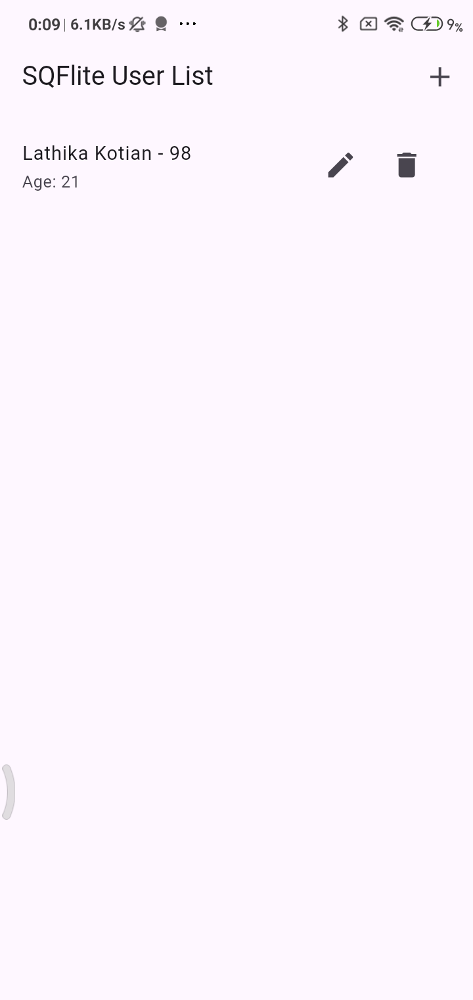 0:09 | 6.1KB/s ...
9%
SQFlite User List
Lathika Kotian - 98
Age: 21